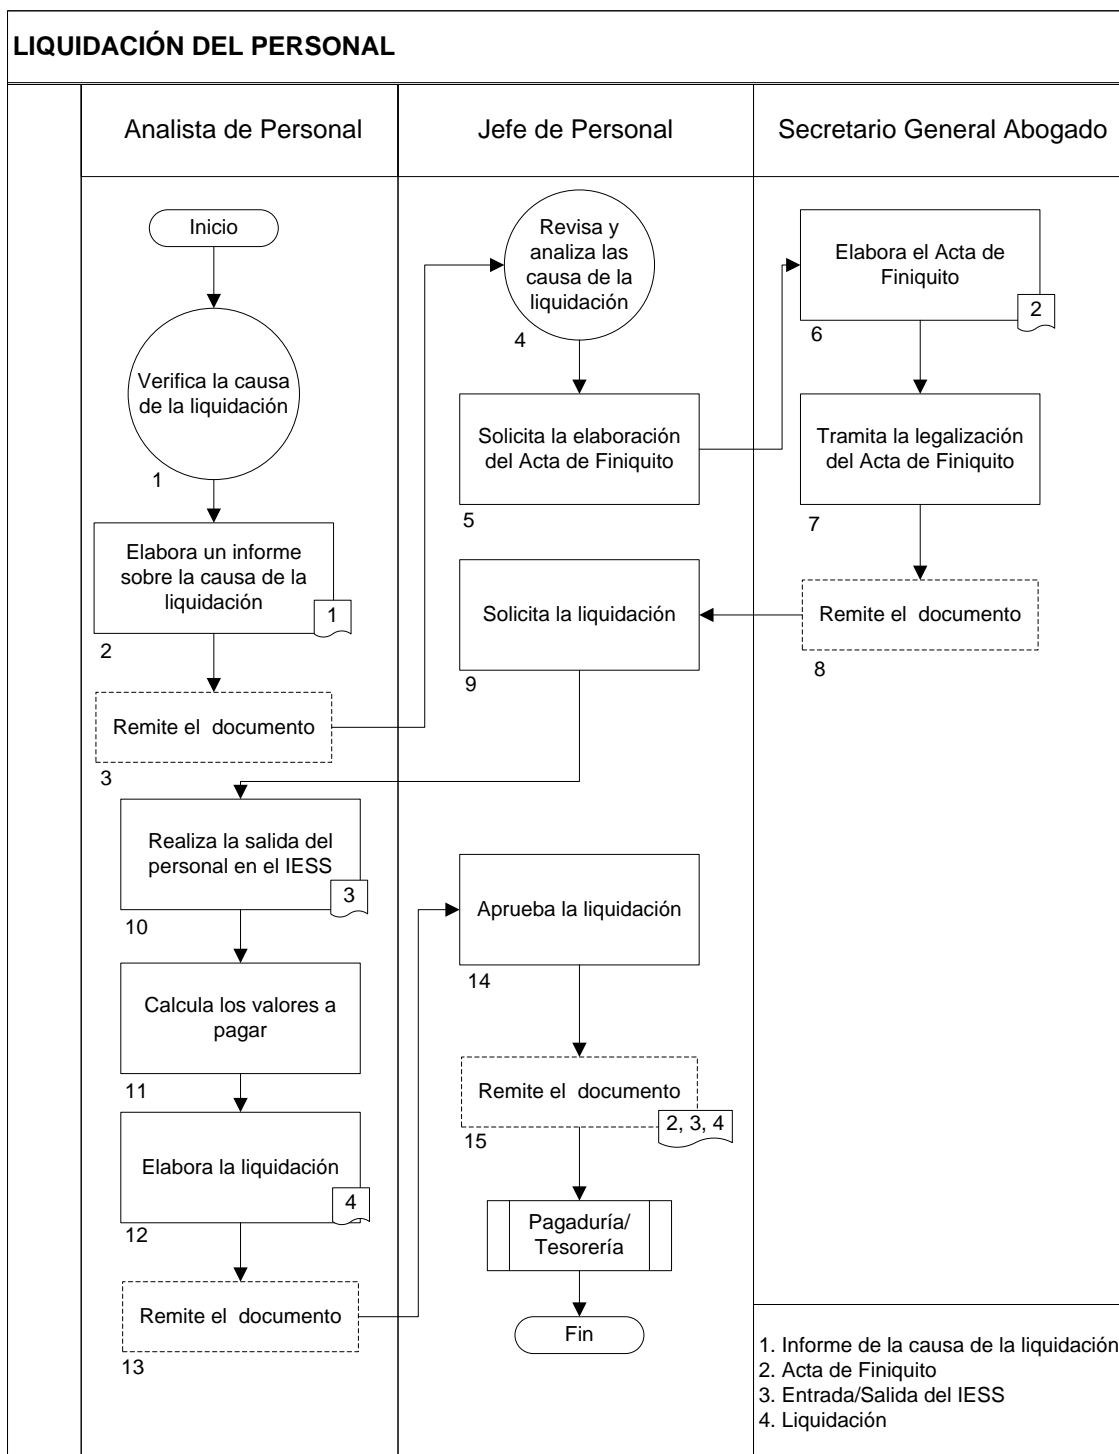 LIQUIDACIÓN DEL PERSONAL
Analista de Personal
Jefe de Personal
Secretario General Abogado
Inicio
Verifica la causa
de la liquidación
1
Elabora un informe
sobre la causa de la
liquidación
1
2
Remite el documento
3
Revisa y
analiza las
causa de la
liquidación
4
Solicita la elaboración
del Acta de Finiquito
5
Elabora el Acta de
Finiquito
2
6
Tramita la legalización
del Acta de Finiquito
7
Remite el documento
8
Solicita la liquidación
9
Realiza la salida del
personal en el IESS
3
10
Calcula los valores a
pagar
11
Elabora la liquidación
4
12
Remite el documento
13
Aprueba la liquidación
14
Remite el documento
2, 3, 4
15
Pagaduría/
Tesorería
Fin
1. Informe de la causa de la liquidación
2. Acta de Finiquito
3. Entrada/Salida del IESS
4. Liquidación